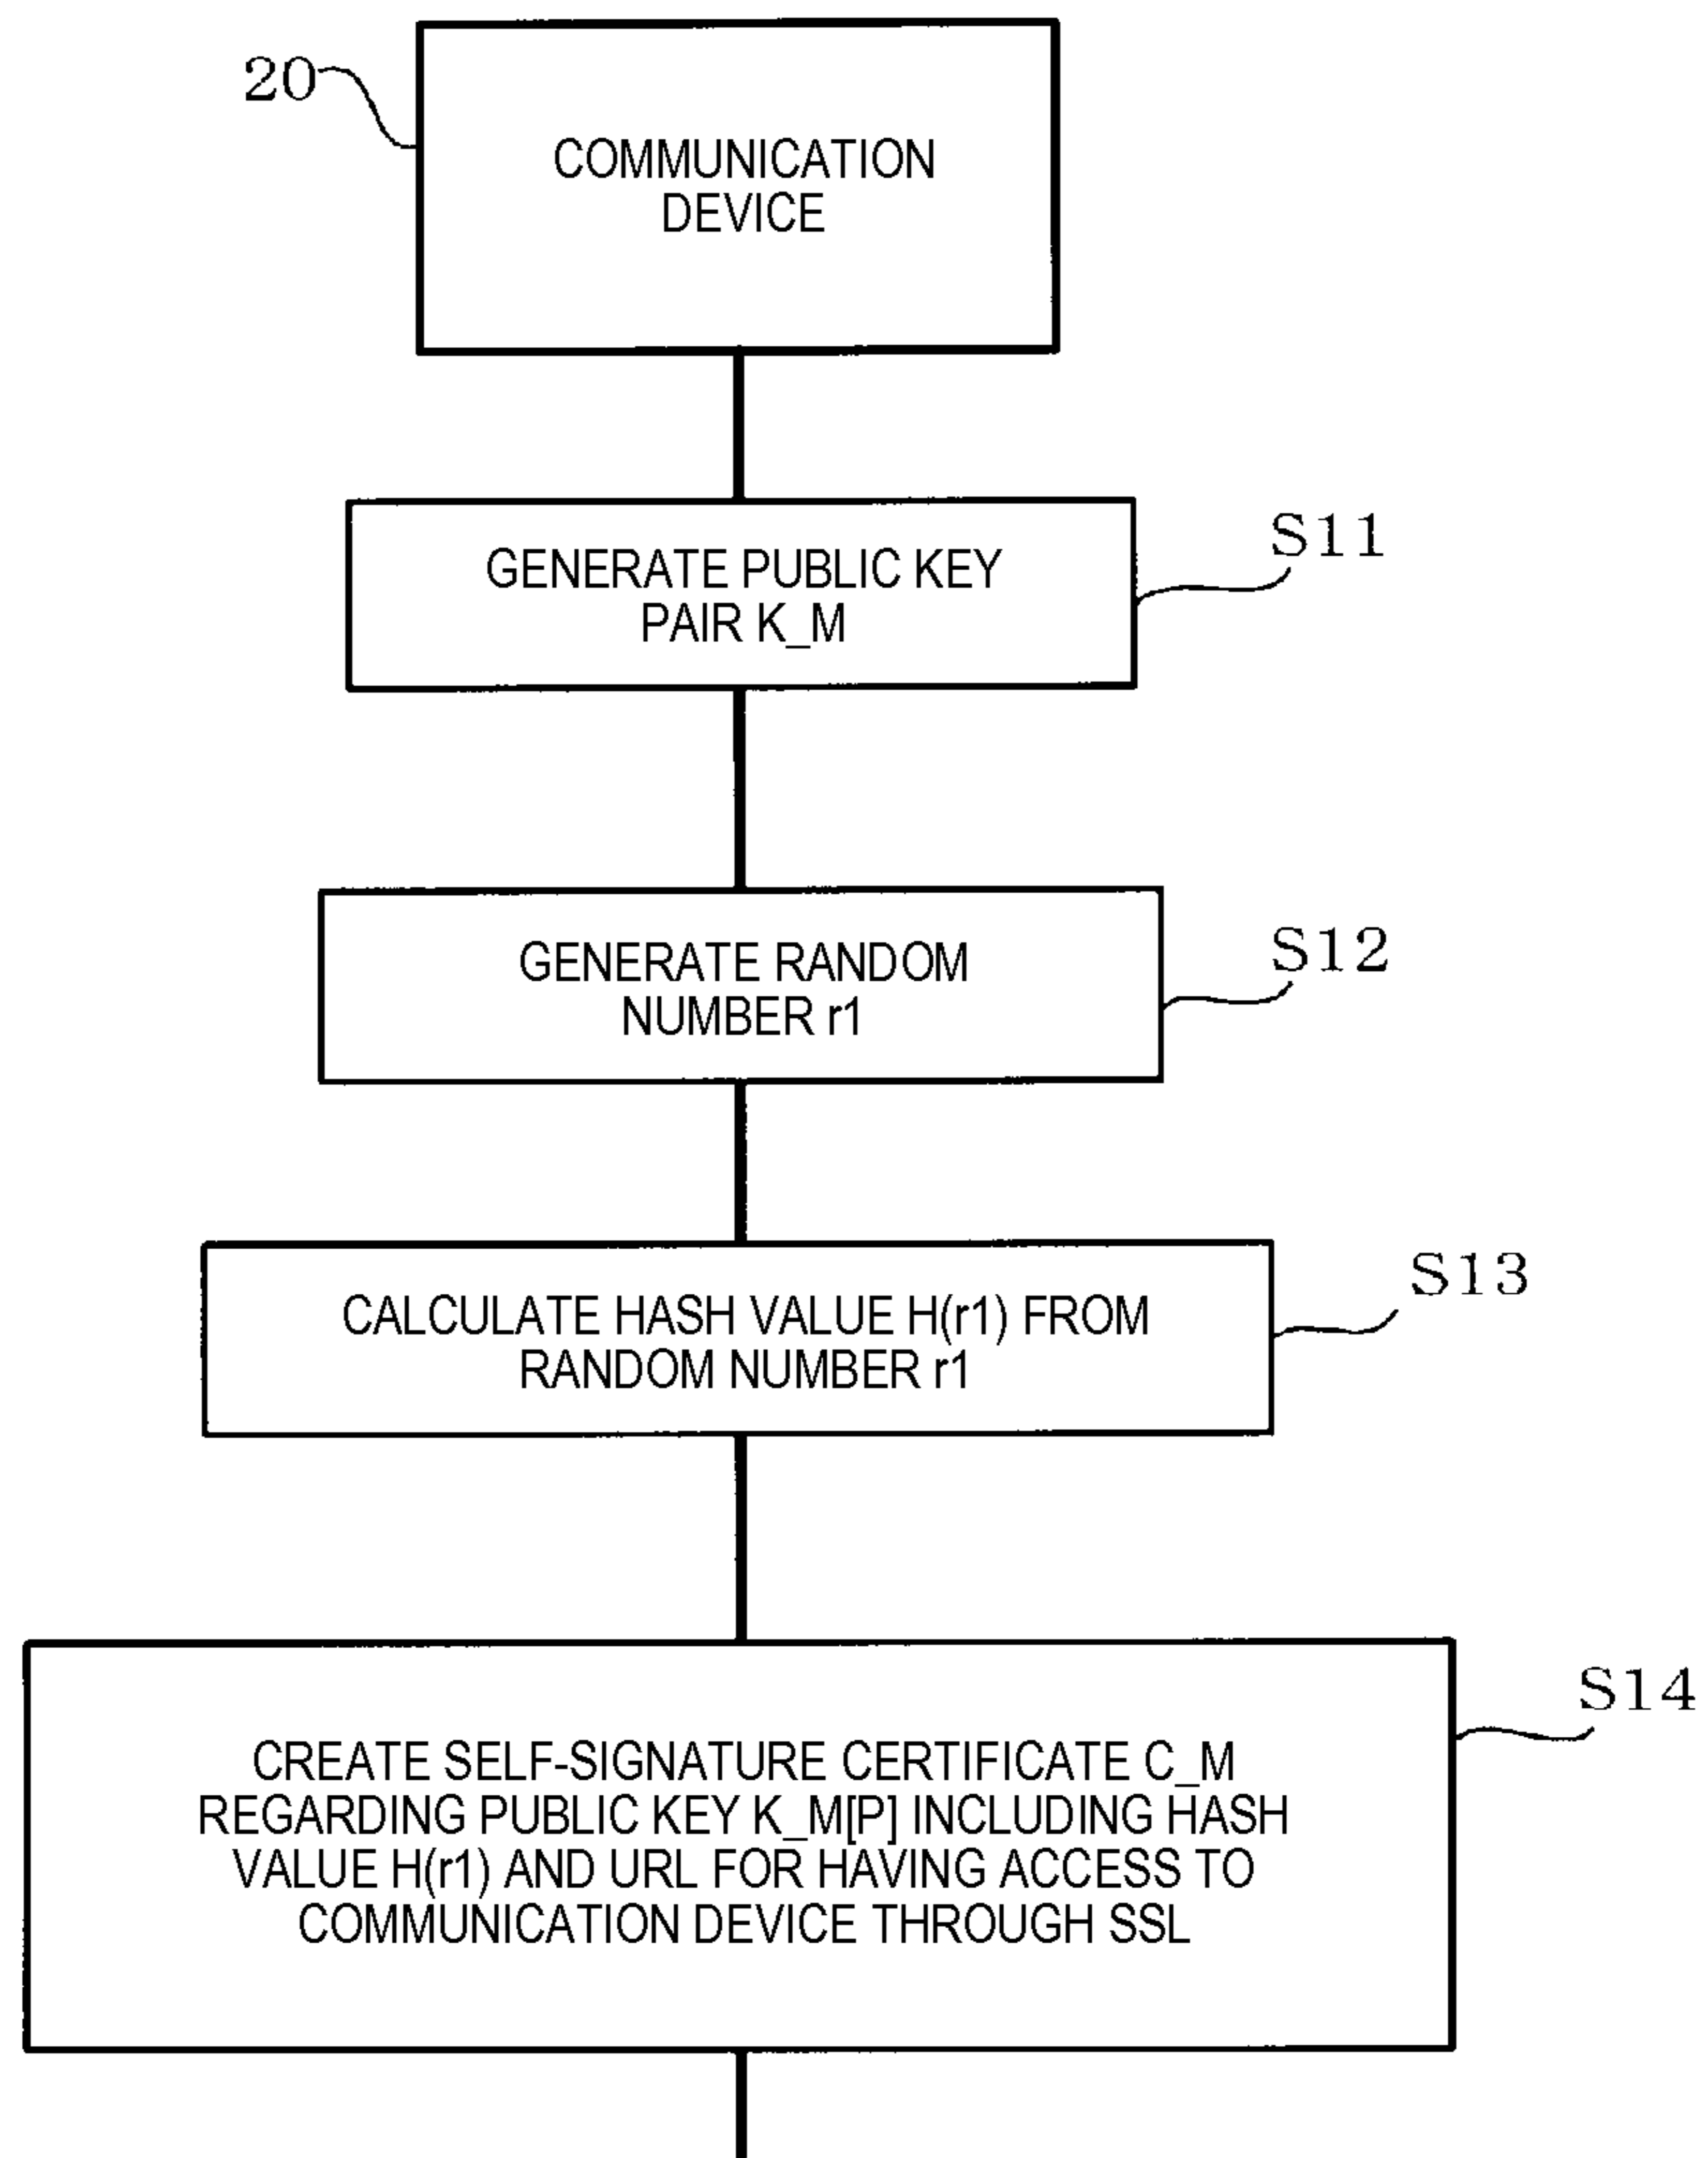 20
COMMUNICATION
DEVICE
S11
GENERATE PUBLIC KEY
PAIR K_M
S12
GENERATE RANDOM
NUMBER r1
S13
CALCULATE HASH VALUE H(r1) FROM
RANDOM NUMBER r1
S14
CREATE SELF-SIGNATURE CERTIFICATE C_M
REGARDING PUBLIC KEY K_M[P] INCLUDING HASH
VALUE H(r1) AND URL FOR HAVING ACCESS TO
COMMUNICATION DEVICE THROUGH SSL